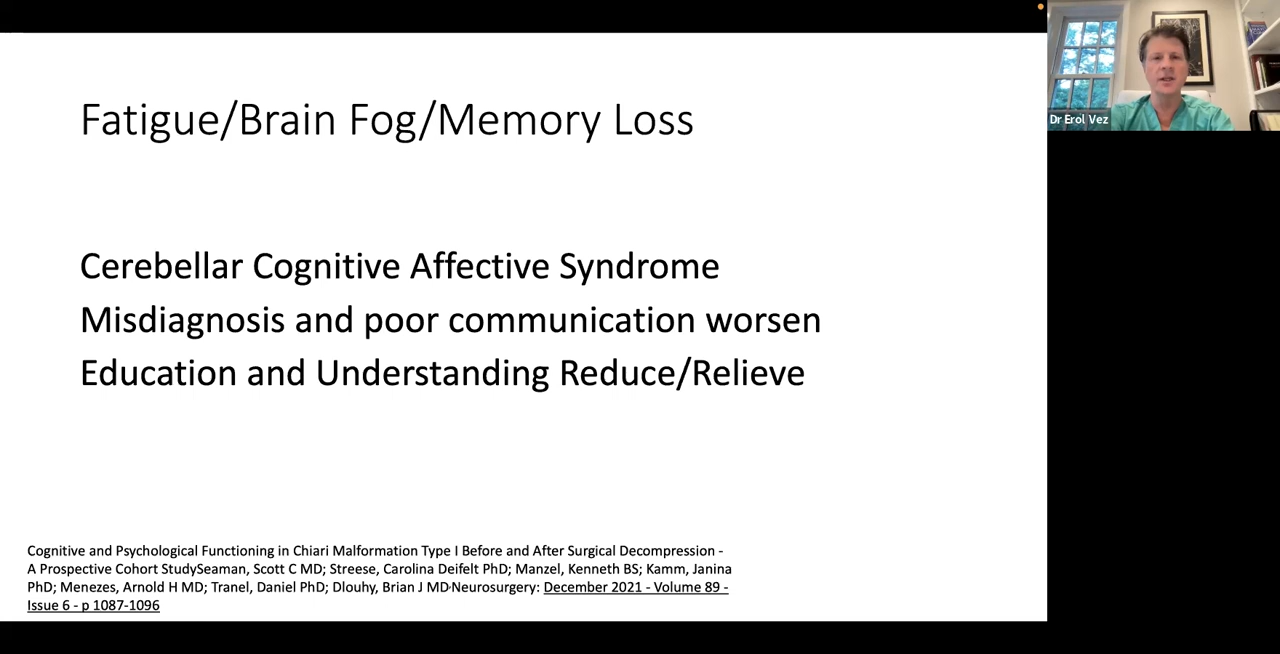 Fatigue/Brain Fog/Memory Loss
Cerebellar Cognitive Affective Syndrome
Misdiagnosis and poor communication worsen
Education and Understanding Reduce/Relieve
Cognitive and Psychological Functioning in Chiari Malformation Type I Before and After Surgical Decompression -
A Prospective Cohort StudySeaman, Scott C MD; Streese, Carolina Deifelt PhD; Manzel, Kenneth BS; Kamm, Janina
PhD; Menezes, Arnold H MD; Tranel, Daniel PhD; Dlouhy, Brian J MD·Neurosurgery: December 2021 - Volume 89 -
Issue 6 - p 1087-1096
Dr Erol Vez